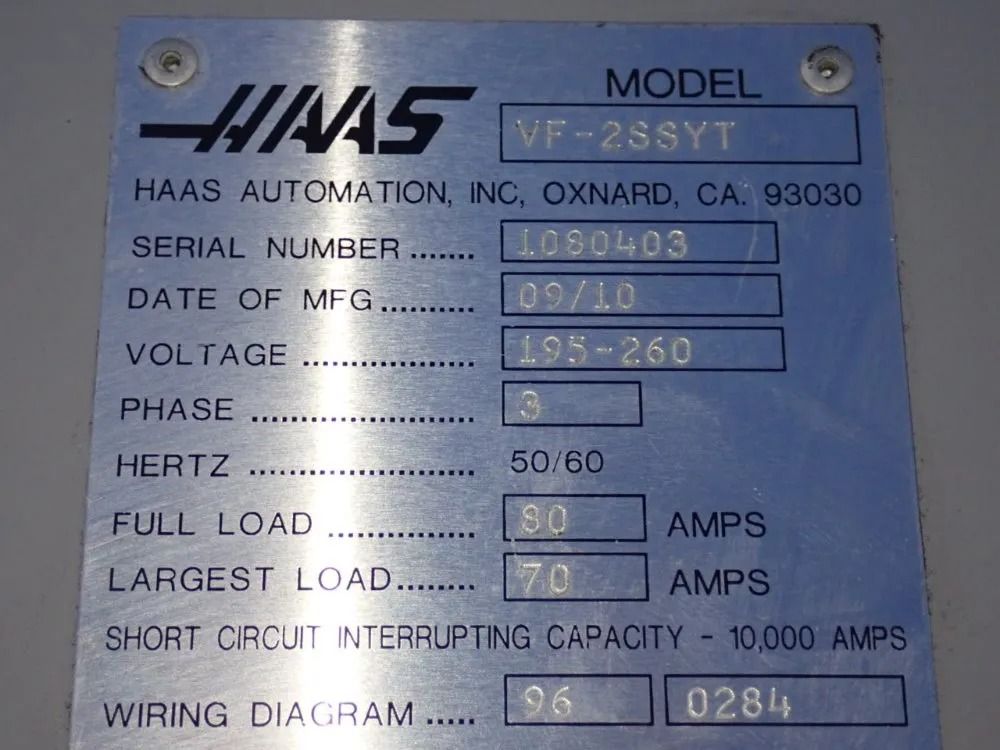 HAAS
MODEL
VF-2SSYT
HAAS AUTOMATION, INC, OXNARD, CA. 93030
SERIAL NUMBER ....... 1080403
DATE OF MFG .......... 09/10
VOLTAGE ................. 195-260
PHASE ....................... 3
HERTZ ....................... 50/60
FULL LOAD .............. 80 AMPS
LARGEST LOAD........ 70 AMPS
SHORT CIRCUIT INTERRUPTING CAPACITY - 10,000 AMPS
WIRING DIAGRAM ..... 96 0284